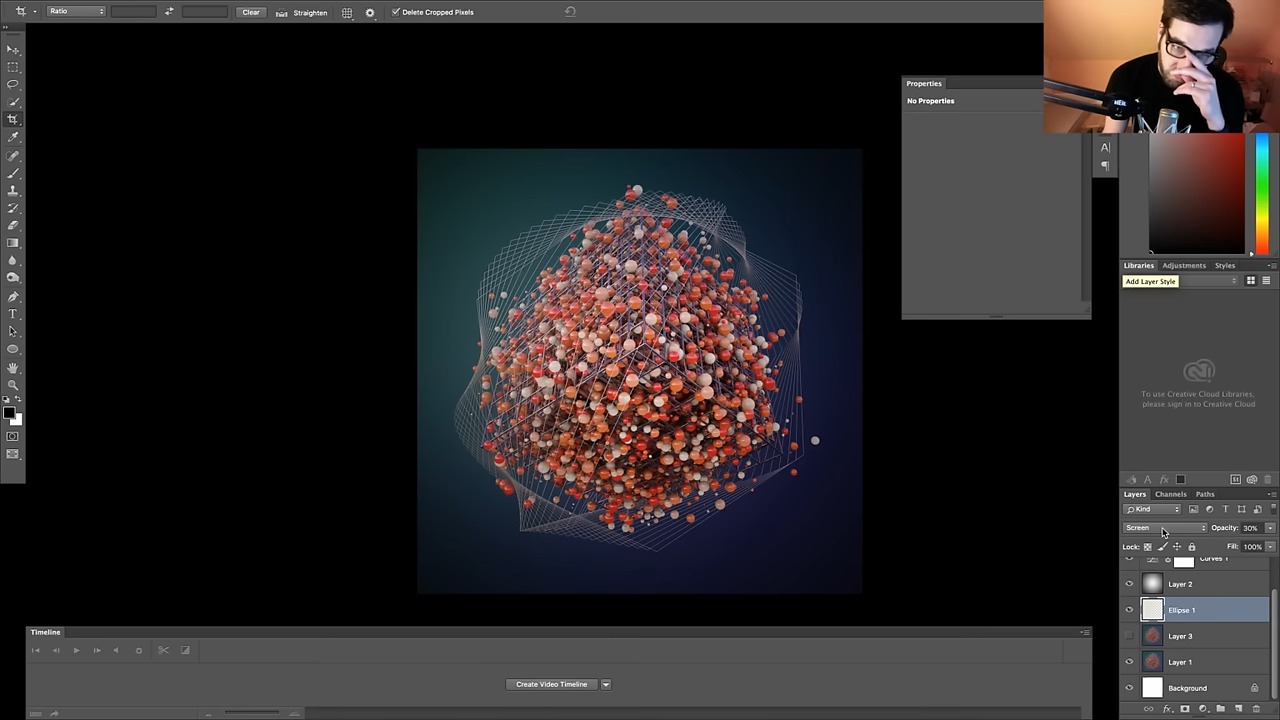 Ratio
Clear
Straighten
Delete Cropped Pixels
Properties
No Properties
A|
Libraries
Adjustments
Styles
Add Layer Style
To use Creative Cloud Libraries,
please sign in to Creative Cloud
Layers
Channels
Paths
Kind
Screen
Opacity: 30%
Lock:
Fill: 100%
Curves 1
Layer 2
Ellipse 1
Layer 3
Layer 1
Background
Timeline
Create Video Timeline